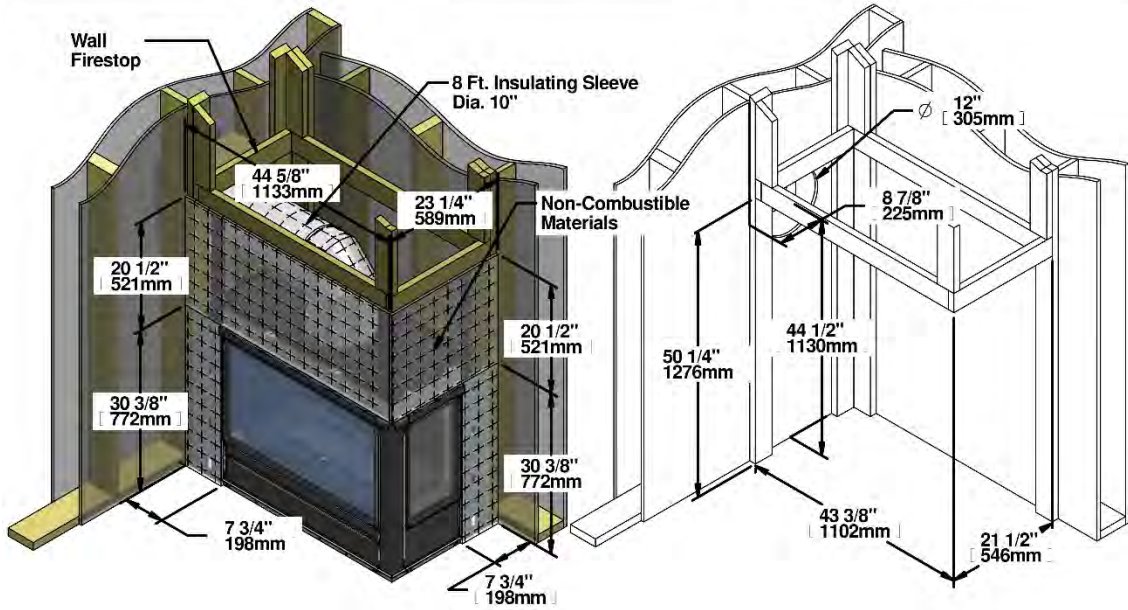 Wall
Firestop
8 Ft. Insulating Sleeve
Dia. 10"
44 5/8"
[ 1133mm ]
23 1/4"
[ 589mm ]
Non-Combustible
Materials
20 1/2"
[ 521mm ]
20 1/2"
[ 521mm ]
30 3/8"
[ 772mm ]
30 3/8"
[ 772mm ]
7 3/4"
[ 198mm ]
7 3/4"
[ 198mm ]
Ø 12"
[ 305mm ]
8 7/8"
[ 225mm ]
44 1/2"
[ 1130mm ]
50 1/4"
[ 1276mm ]
43 3/8"
[ 1102mm ]
21 1/2"
[ 546mm ]